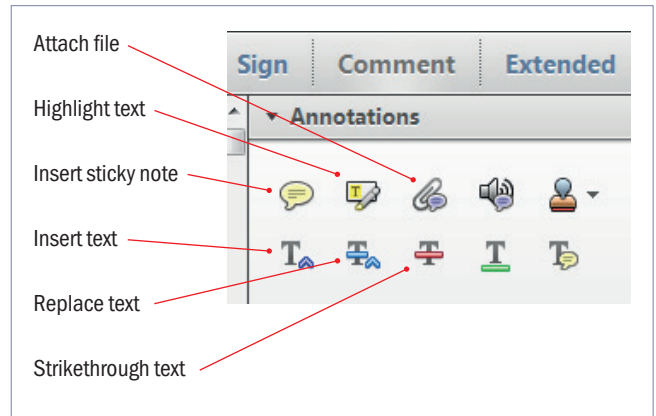 Attach file
Sign Comment Extended
Highlight text
Annotations
Insert sticky note
T
Insert text
T T T T T
Replace text
Strikethrough text